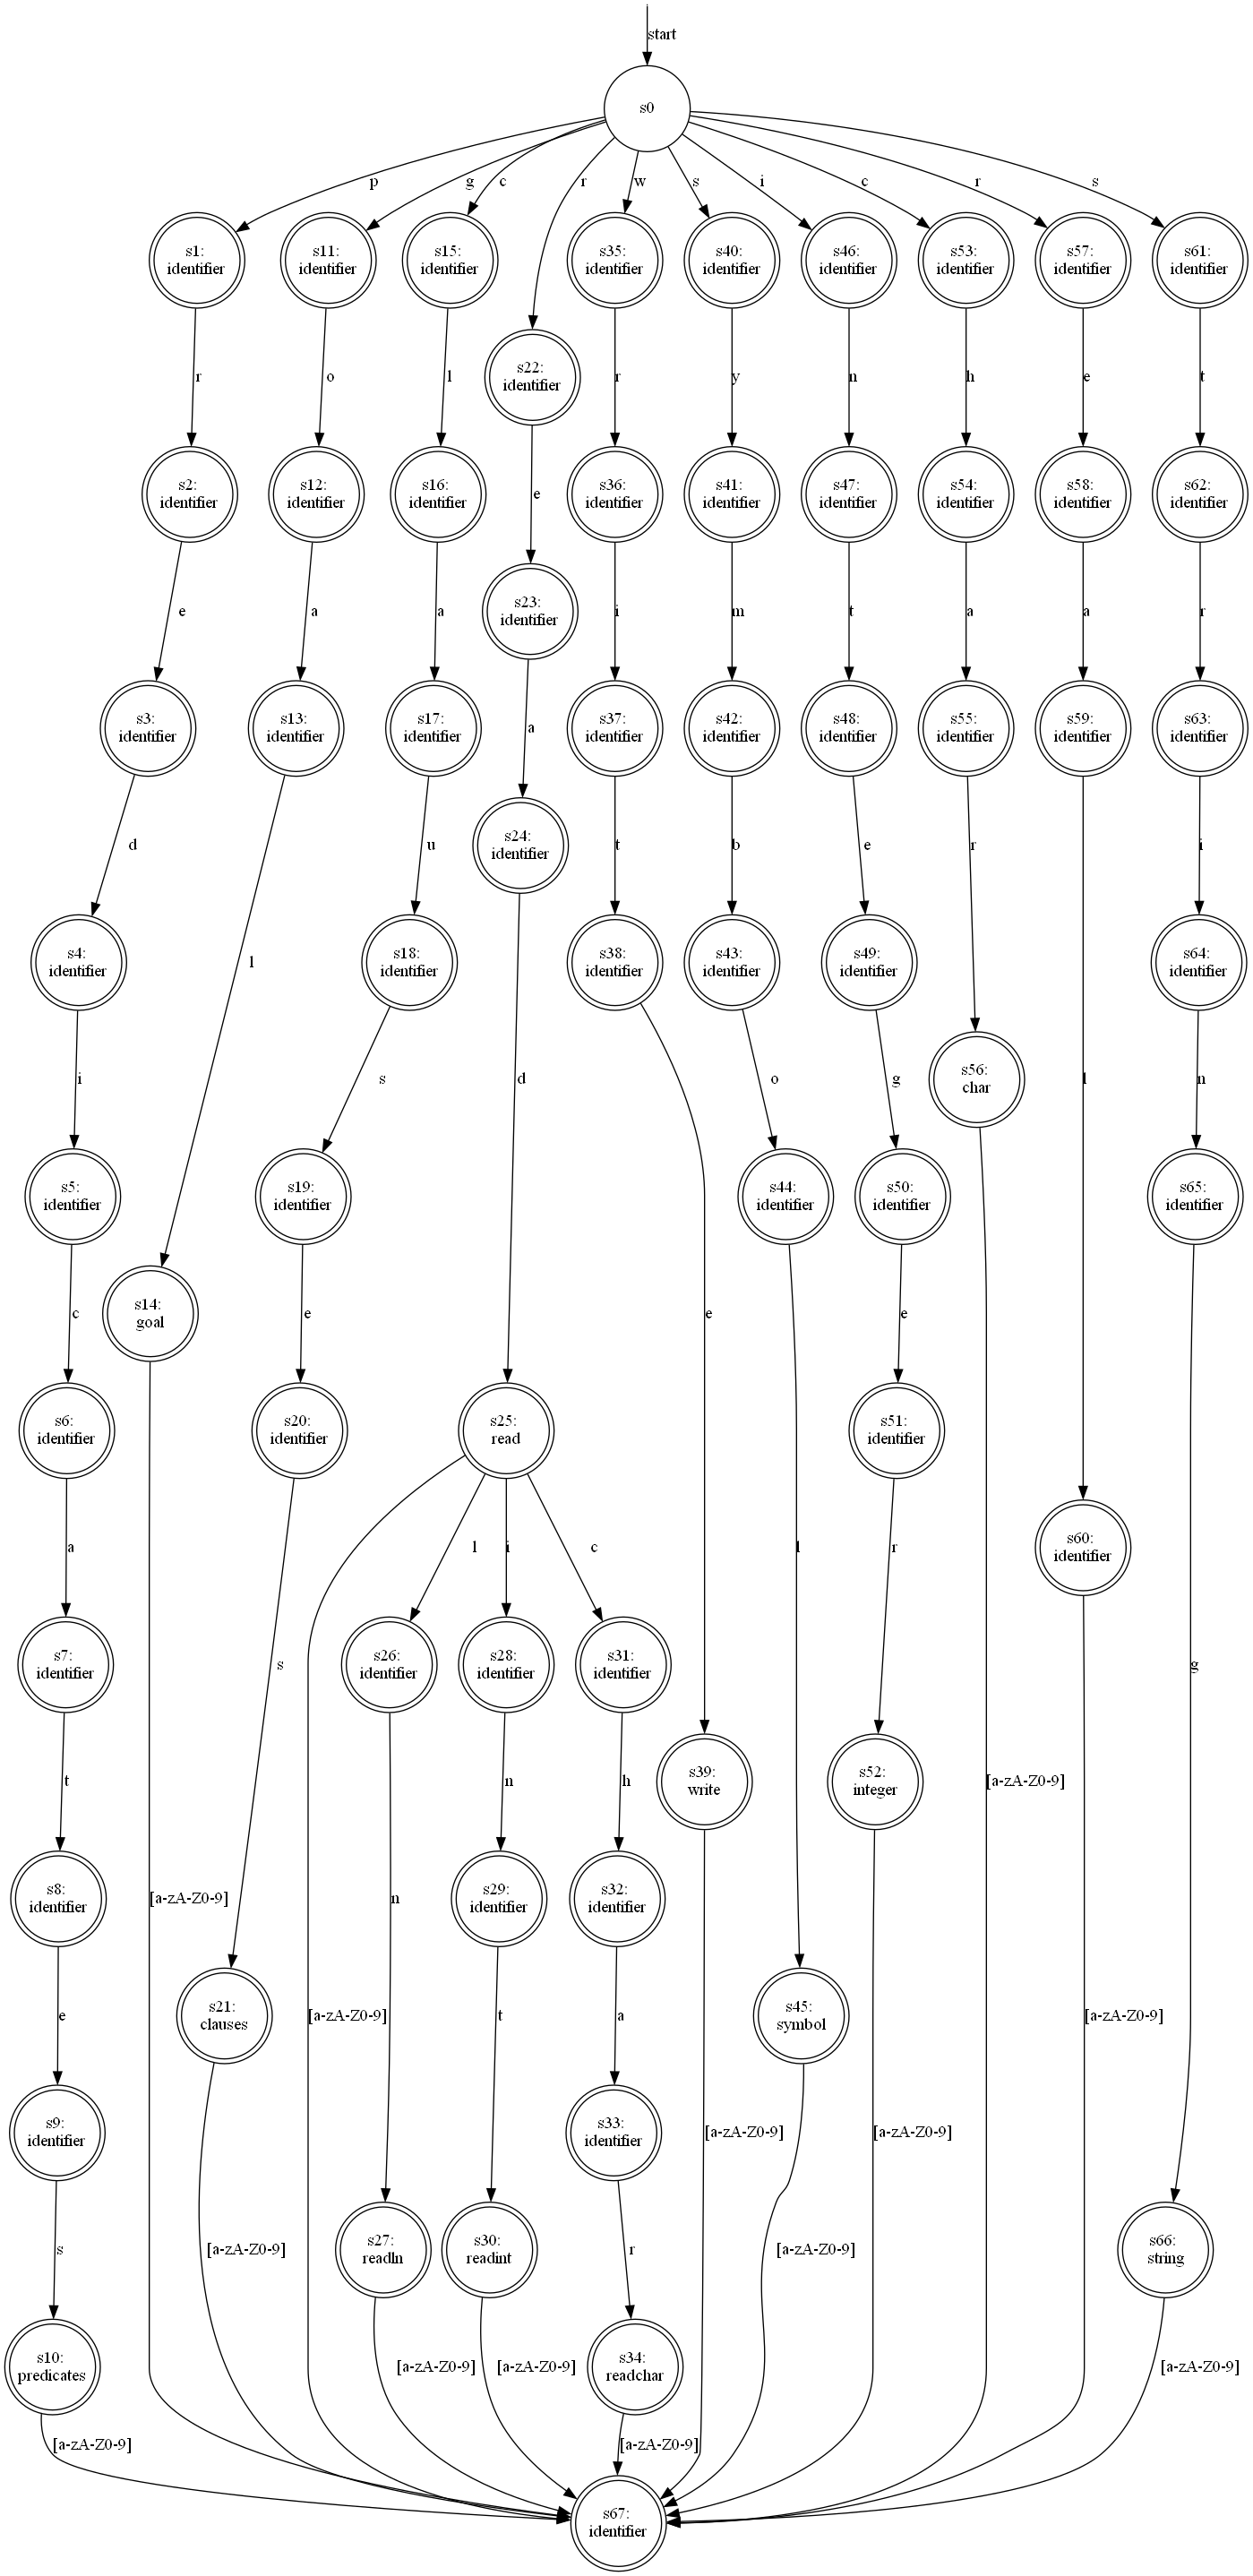 start
s0
p
g
c
r
w
s
i
c
r
s
s1:
identifier
s11:
identifier
s15:
identifier
s35:
identifier
s40:
identifier
s46:
identifier
s53:
identifier
s57:
identifier
s61:
identifier
s22:
identifier
r
o
l
r
y
n
h
e
t
s2:
identifier
s12:
identifier
s16:
identifier
e
s36:
identifier
s41:
identifier
s47:
identifier
s54:
identifier
s58:
identifier
s62:
identifier
e
a
a
s23:
identifier
i
m
t
a
a
r
s3:
identifier
s13:
identifier
s17:
identifier
a
s37:
identifier
s42:
identifier
s48:
identifier
s55:
identifier
s59:
identifier
s63:
identifier
d
u
s24:
identifier
t
b
e
r
i
s4:
identifier
l
s18:
identifier
s38:
identifier
s43:
identifier
s49:
identifier
s64:
identifier
i
s
d
o
g
s56:
char
l
n
s5:
identifier
s19:
identifier
s44:
identifier
s50:
identifier
s65:
identifier
c
s14:
goal
e
e
e
s6:
identifier
s20:
identifier
s25:
read
s51:
identifier
a
l
i
c
l
r
s60:
identifier
s7:
identifier
s
s26:
identifier
s28:
identifier
s31:
identifier
g
t
n
h
s39:
write
s52:
integer
[a-zA-Z0-9]
s8:
identifier
[a-zA-Z0-9]
n
s29:
identifier
s32:
identifier
e
s21:
clauses
[a-zA-Z0-9]
t
a
s45:
symbol
[a-zA-Z0-9]
s9:
identifier
s33:
identifier
[a-zA-Z0-9]
[a-zA-Z0-9]
s
[a-zA-Z0-9]
s27:
readln
s30:
readint
r
[a-zA-Z0-9]
s66:
string
s10:
predicates
[a-zA-Z0-9]
[a-zA-Z0-9]
s34:
readchar
[a-zA-Z0-9]
[a-zA-Z0-9]
[a-zA-Z0-9]
s67:
identifier